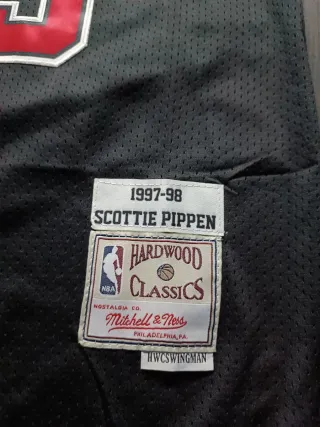 1997-98
SCOTTIE PIPPEN
HARDWOOD
NBA
CLASSICS
NOSTALGIA CO.
Mitchell & Ness
PHILADELPHIA, PA.
HWCSWINGMAN